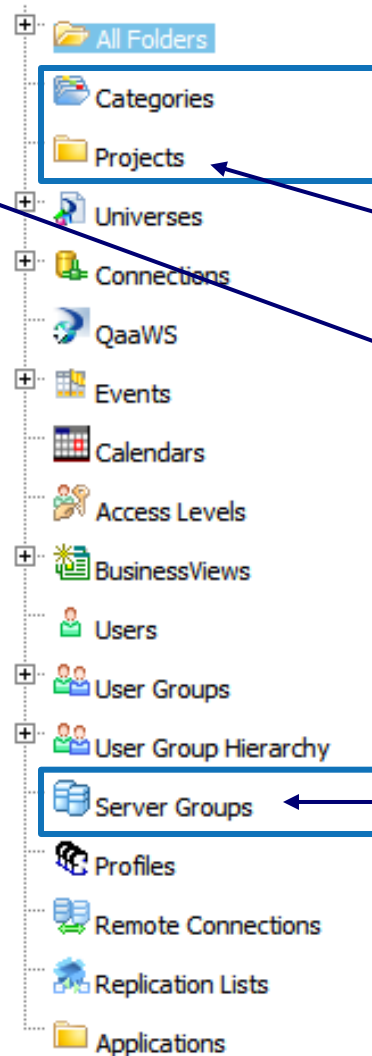 All Folders
Categories
Projects
Universes
Connections
QaaWS
Events
Calendars
Access Levels
BusinessViews
Users
User Groups
User Group Hierarchy
Server Groups
Profiles
Remote Connections
Replication Lists
Applications